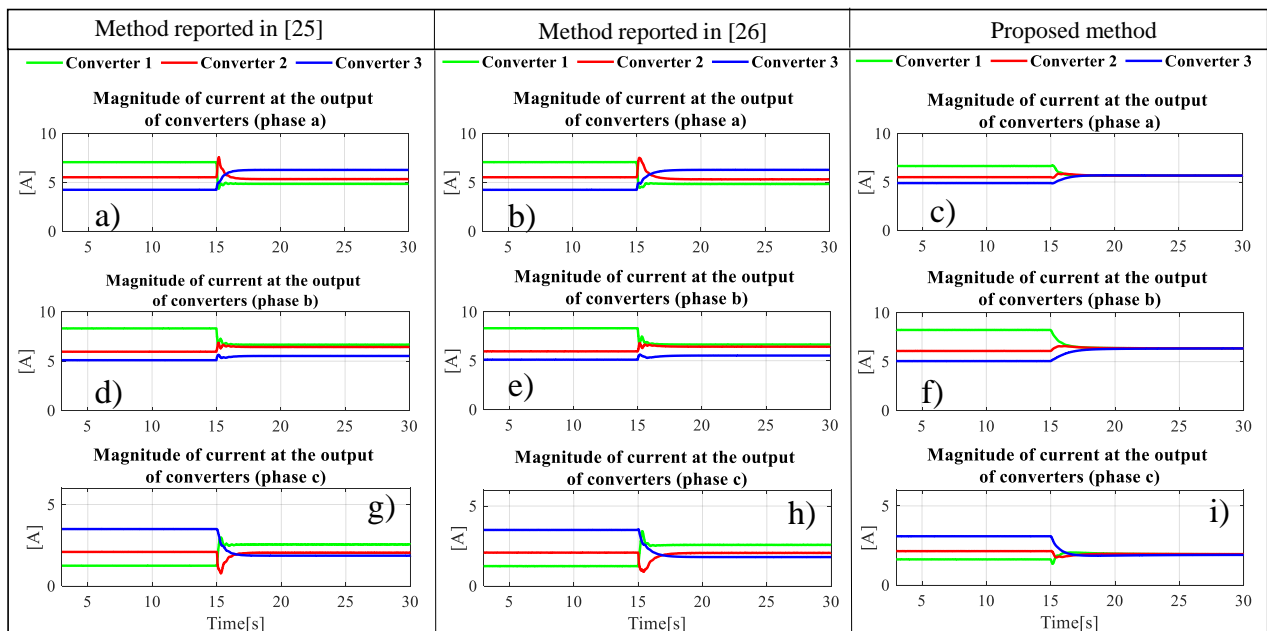 Method reported in [25]
Method reported in [26]
Proposed method
Converter 1 Converter 2 Converter 3
Converter 1 Converter 2 Converter 3
Converter 1 Converter 2 Converter 3
Magnitude of current at the output
of converters (phase a)
10
5
0
[A]
a)
5 10 15 20 25 30
Magnitude of current at the output
of converters (phase a)
10
5
0
[A]
b)
5 10 15 20 25 30
Magnitude of current at the output
of converters (phase a)
10
5
0
[A]
c)
5 10 15 20 25 30
Magnitude of current at the output
of converters (phase b)
10
5
0
[A]
d)
5 10 15 20 25 30
Magnitude of current at the output
of converters (phase b)
10
5
0
[A]
e)
5 10 15 20 25 30
Magnitude of current at the output
of converters (phase b)
10
5
0
[A]
f)
5 10 15 20 25 30
Magnitude of current at the output
of converters (phase c)
5
0
[A]
g)
5 10 15 20 25 30
Time[s]
Magnitude of current at the output
of converters (phase c)
5
0
[A]
h)
5 10 15 20 25 30
Time[s]
Magnitude of current at the output
of converters (phase c)
5
0
[A]
i)
5 10 15 20 25 30
Time[s]